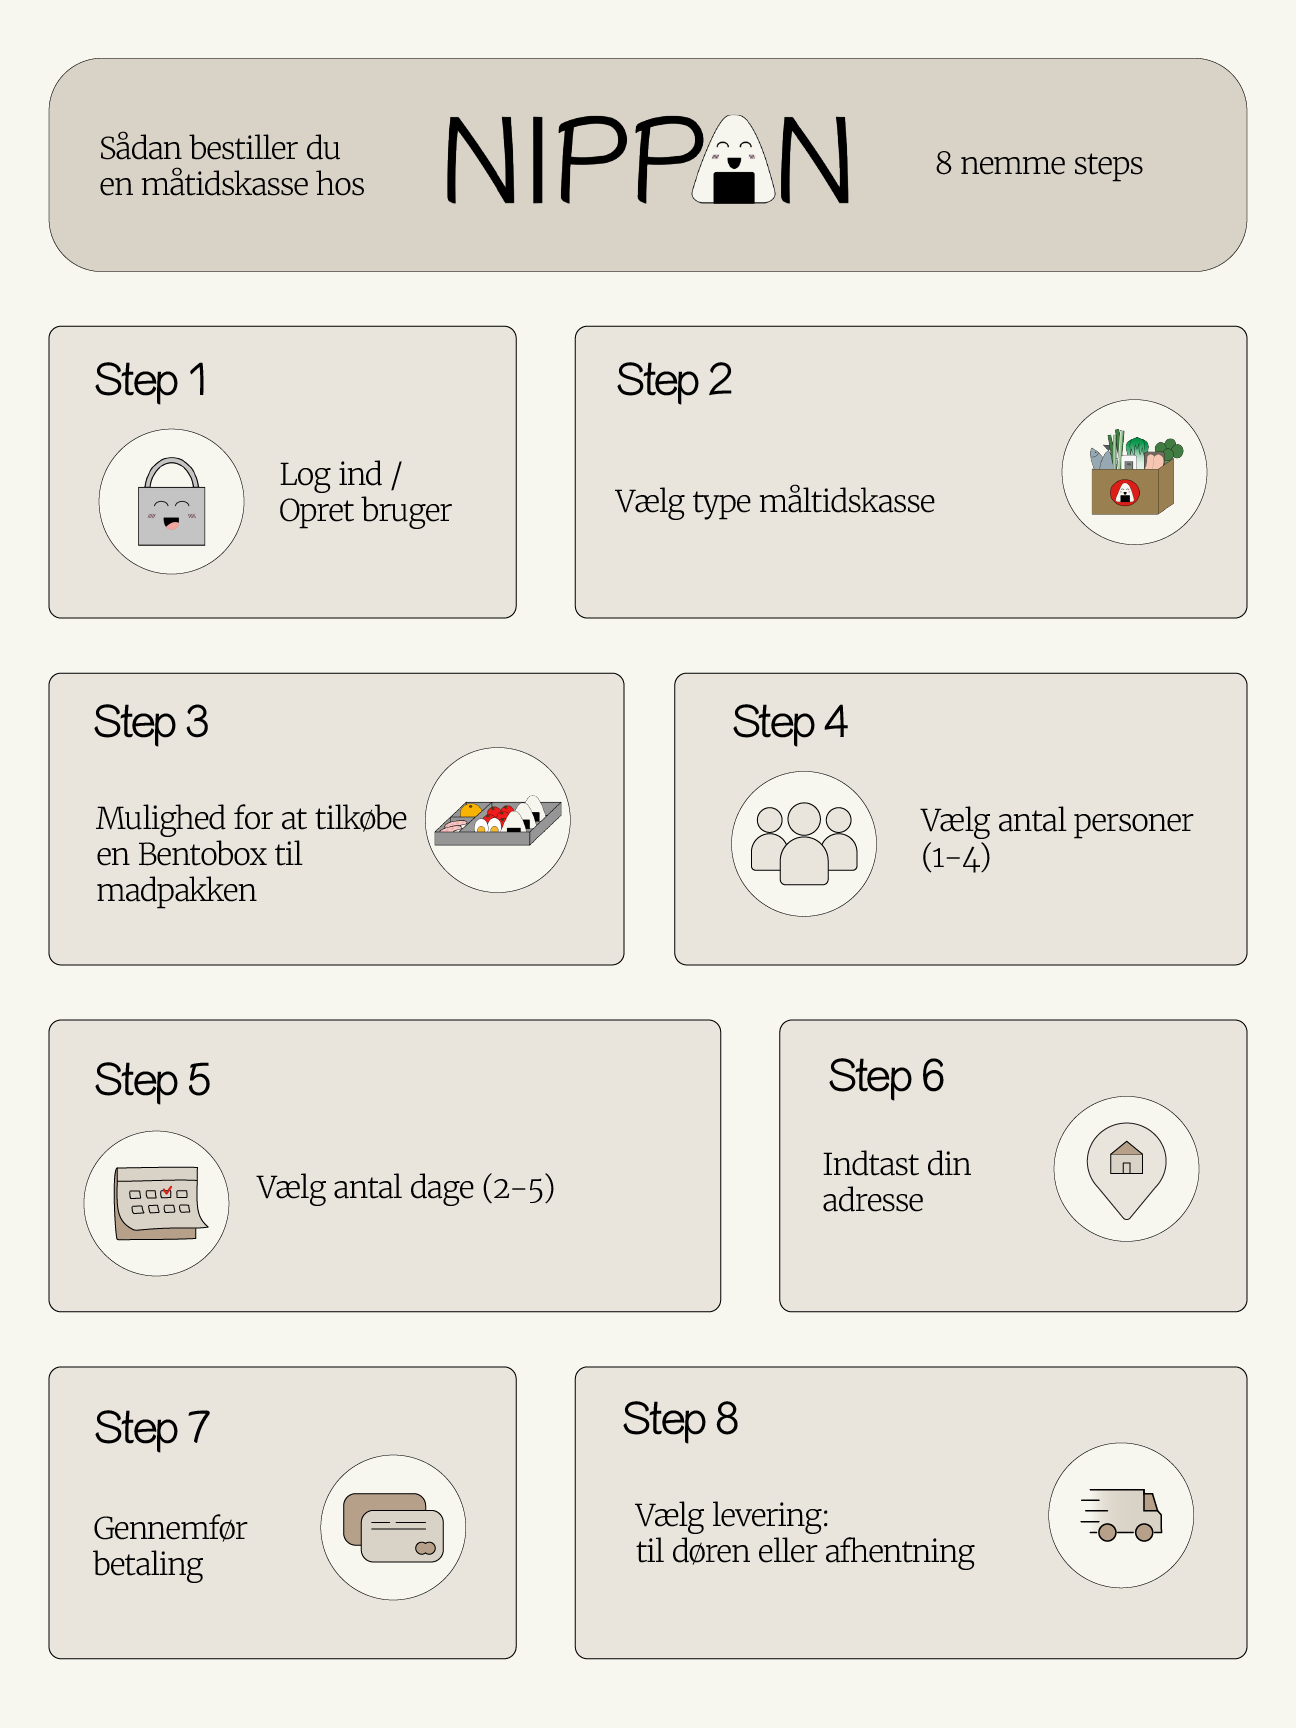 Sådan bestiller du
en måtidskasse hos
NIPPAN
8 nemme steps
Step 1
Log ind /
Opret bruger
Step 2
Vælg type måltidskasse
Step 3
Mulighed for at tilkøbe
en Bentobox til
madpakken
Step 4
Vælg antal personer
(1-4)
Step 5
Vælg antal dage (2-5)
Step 6
Indtast din
adresse
Step 7
Gennemfør
betaling
Step 8
Vælg levering:
til døren eller afhentning